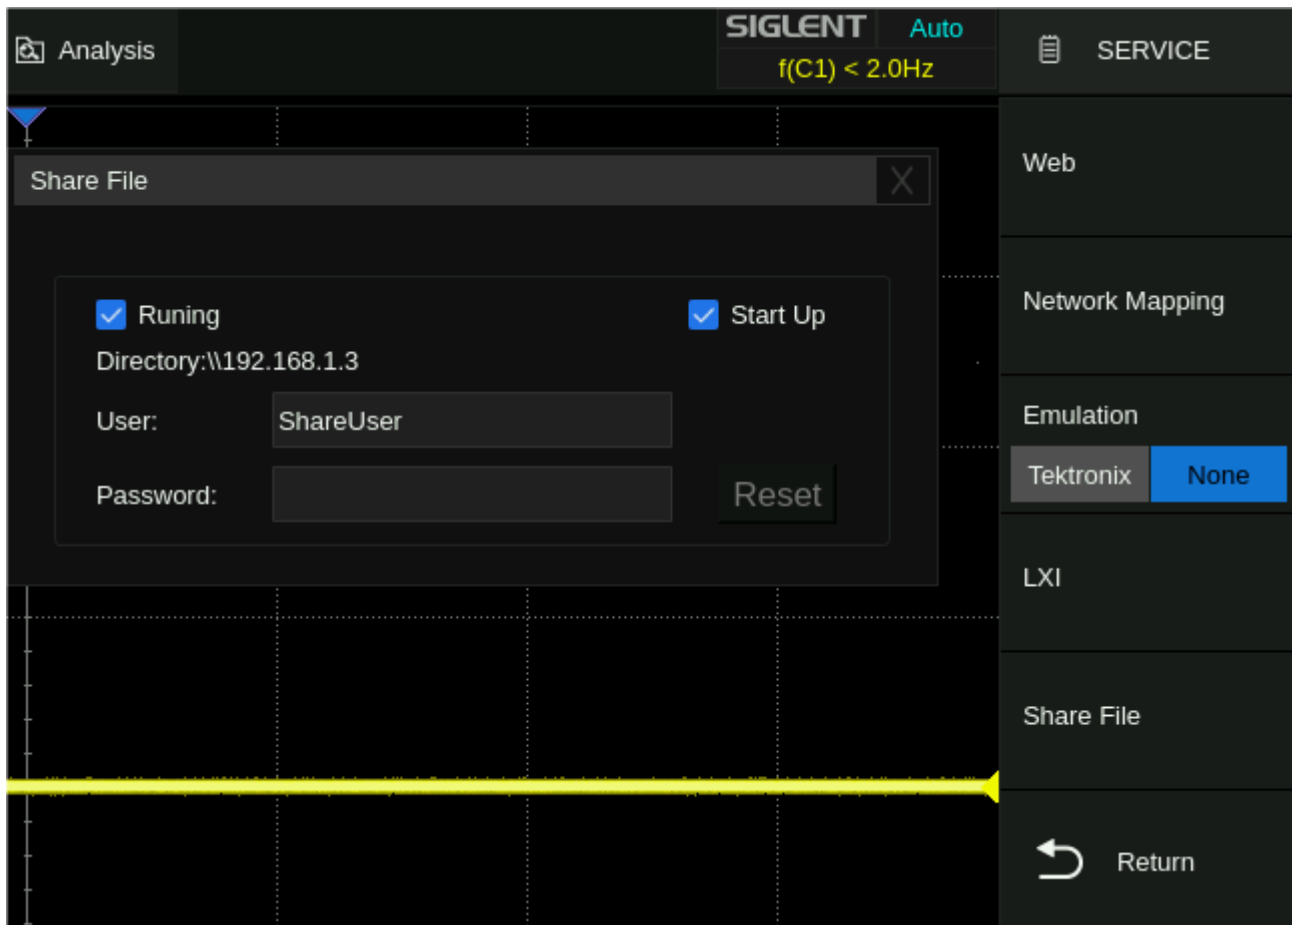 Analysis
SIGLENT Auto
f(C1) < 2.0Hz
SERVICE
Share File X
Runing Start Up
Directory:\\192.168.1.3
User: ShareUser
Password: Reset
Web
Network Mapping
Emulation
Tektronix None
LXI
Share File
Return